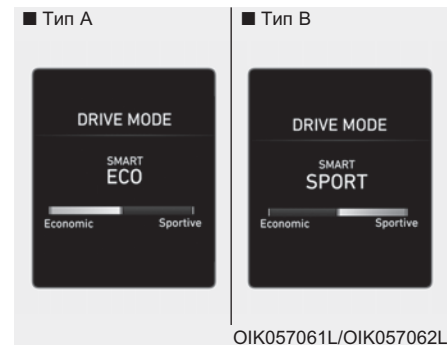 ■ Тип A
DRIVE MODE
SMART
ECO
Economic Sportive
■ Тип B
DRIVE MODE
SMART
SPORT
Economic Sportive
OIK057061L/OIK057062L